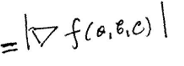 =|∇ f(a,b,c)|